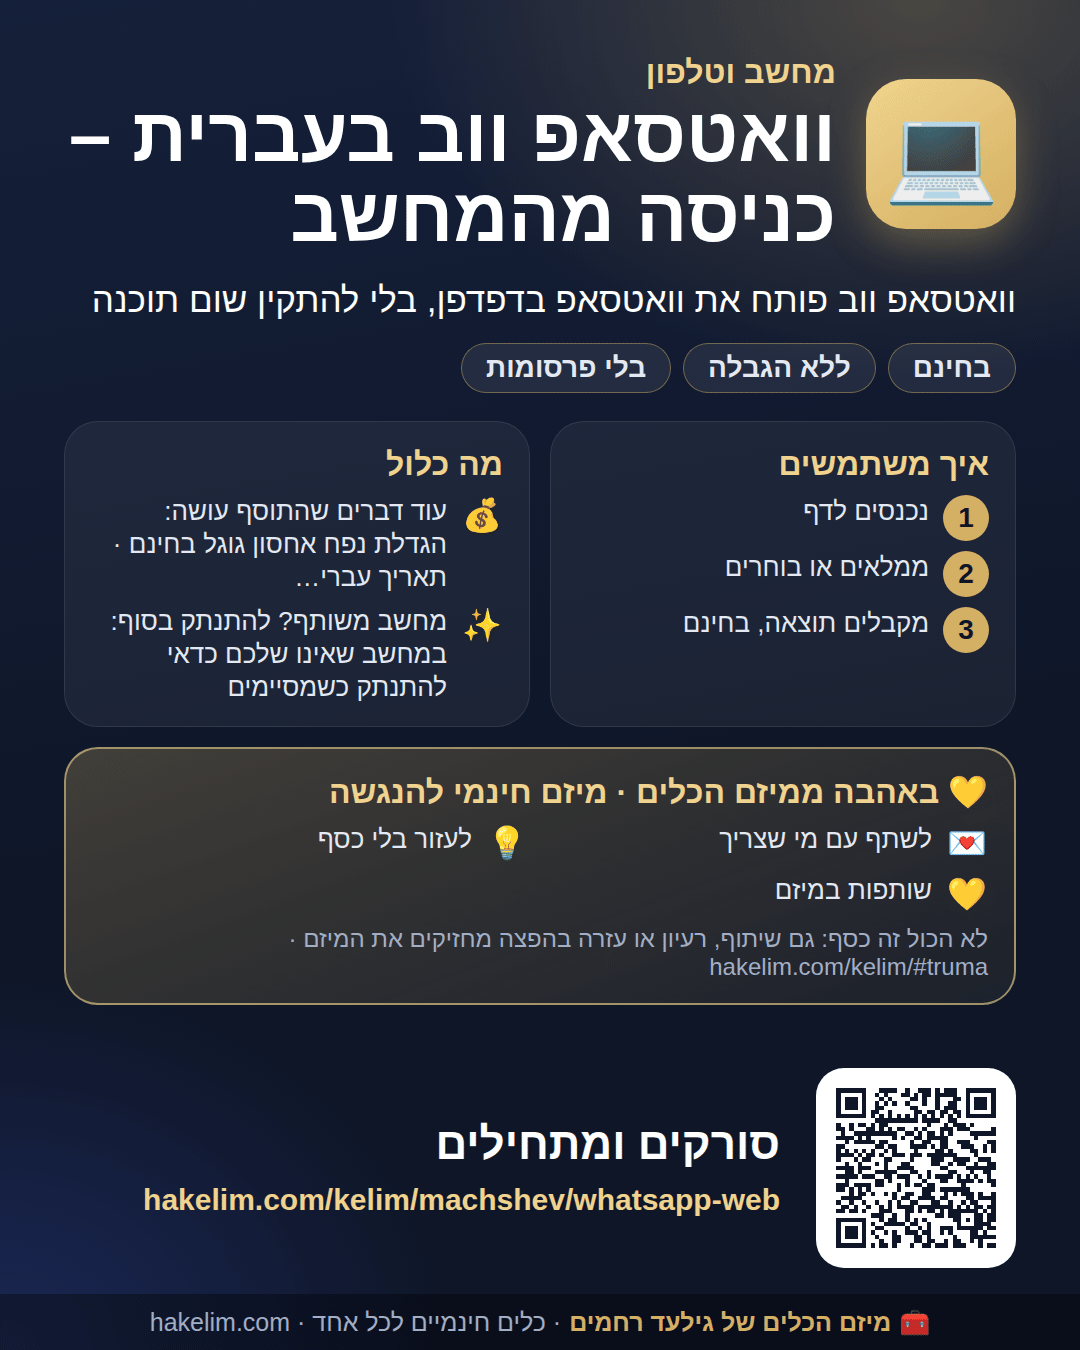 מחשב וטלפון
וואטסאפ ווב בעברית –
כניסה מהמחשב
וואטסאפ ווב פותח את וואטסאפ בדפדפן, בלי להתקין שום תוכנה
בחינם
ללא הגבלה
בלי פרסומות
איך משתמשים
1 נכנסים לדף
2 ממלאים או בוחרים
3 מקבלים תוצאה, בחינם
מה כלול
עוד דברים שהתוסף עושה:
הגדלת נפח אחסון גוגל בחינם ·
תאריך עברי…
מחשב משותף? להתנתק בסוף:
במחשב שאינו שלכם כדאי
להתנתק כשמסיימים
באהבה ממיזם הכלים · מיזם חינמי להנגשה
לשתף עם מי שצריך
לעזור בלי כסף
שותפות במיזם
לא הכול זה כסף: גם שיתוף, רעיון או עזרה בהפצה מחזיקים את המיזם ·
hakelim.com/kelim/#truma
סורקים ומתחילים
hakelim.com/kelim/machshev/whatsapp-web
מיזם הכלים של גילעד רחמים · כלים חינמיים לכל אחד · hakelim.com